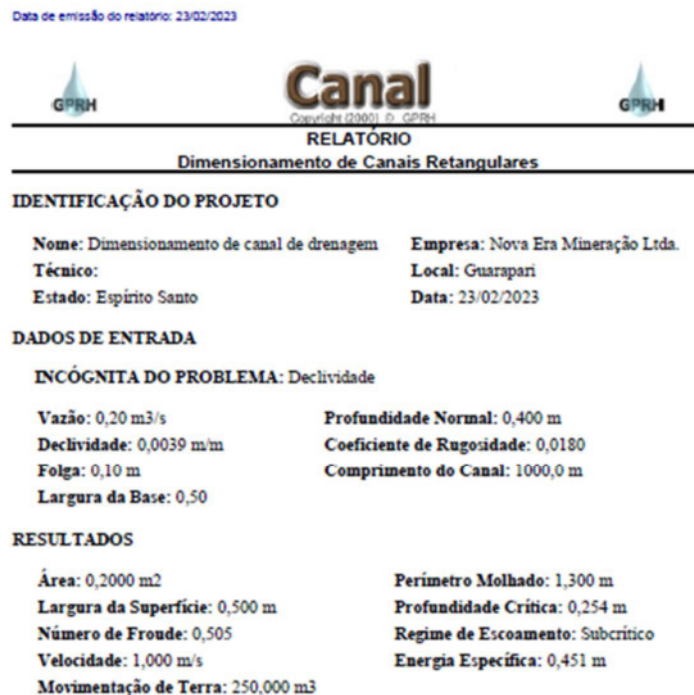 Data de emissão do relatório: 23/02/2023
GPRH
Canal
GPRH
Copyright (2000) © GPRH
RELATÓRIO
Dimensionamento de Canais Retangulares
IDENTIFICAÇÃO DO PROJETO
Nome: Dimensionamento de canal de drenagem Empresa: Nova Era Mineração Ltda.
Técnico: Local: Guarapari
Estado: Espírito Santo Data: 23/02/2023
DADOS DE ENTRADA
INCÓGNITA DO PROBLEMA: Declividade
Vazão: 0,20 m3/s Profundidade Normal: 0,400 m
Declividade: 0,0039 m/m Coeficiente de Rugosidade: 0,0180
Folga: 0,10 m Comprimento do Canal: 1000,0 m
Largura da Base: 0,50
RESULTADOS
Área: 0,2000 m2 Perímetro Molhado: 1,300 m
Largura da Superfície: 0,500 m Profundidade Crítica: 0,254 m
Número de Froude: 0,505 Regime de Escoamento: Subcrítico
Velocidade: 1,000 m/s Energia Específica: 0,451 m
Movimentação de Terra: 250,000 m3